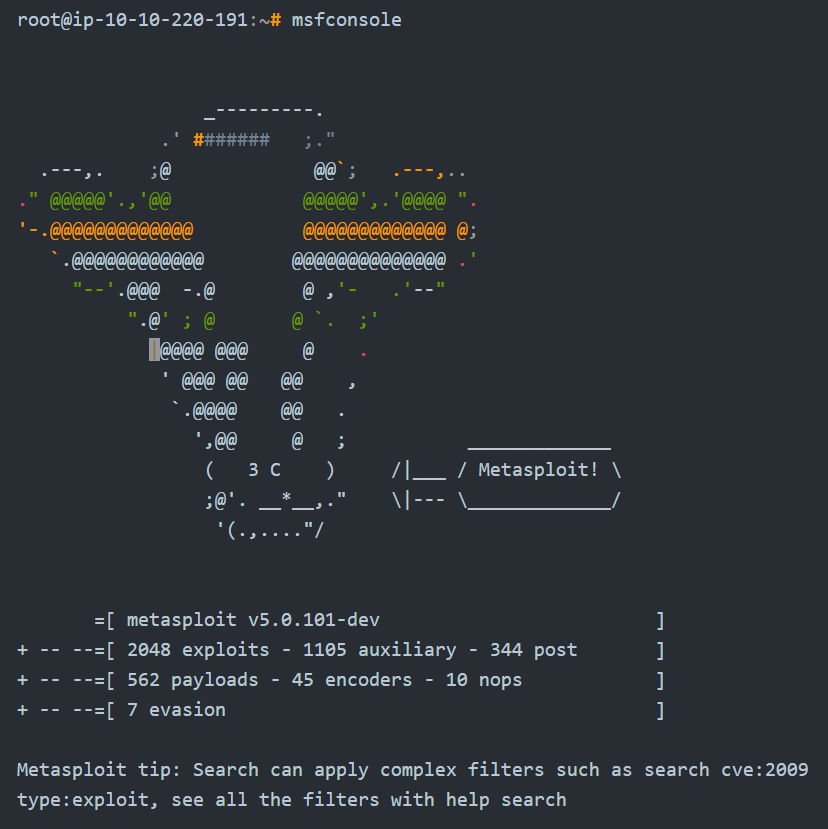 root@ip-10-10-220-191:~# msfconsole
                 _---------.
             .' #######   ;."
  .---,.    ;@             @@`;   .---,..
." @@@@@'.,'@@            @@@@@',.'@@@@ ".
'-.@@@@@@@@@@@@@          @@@@@@@@@@@@@ @;
   `.@@@@@@@@@@@@        @@@@@@@@@@@@@@ .'
     "--'.@@@  -.@        @ ,'-   .'--"
          ".@' ; @       @ `.  ;'
            |@@@@ @@@     @    .
             ' @@@ @@   @@    ,
              `.@@@@    @@   .
                ',@@     @   ;           _____________
                 (   3 C    )     /|___ / Metasploit! \
                 ;@'. __*__,."    \|--- \_____________/
                  '(.,...."/
       =[ metasploit v5.0.101-dev                         ]
+ -- --=[ 2048 exploits - 1105 auxiliary - 344 post       ]
+ -- --=[ 562 payloads - 45 encoders - 10 nops            ]
+ -- --=[ 7 evasion                                       ]
Metasploit tip: Search can apply complex filters such as search cve:2009
type:exploit, see all the filters with help search